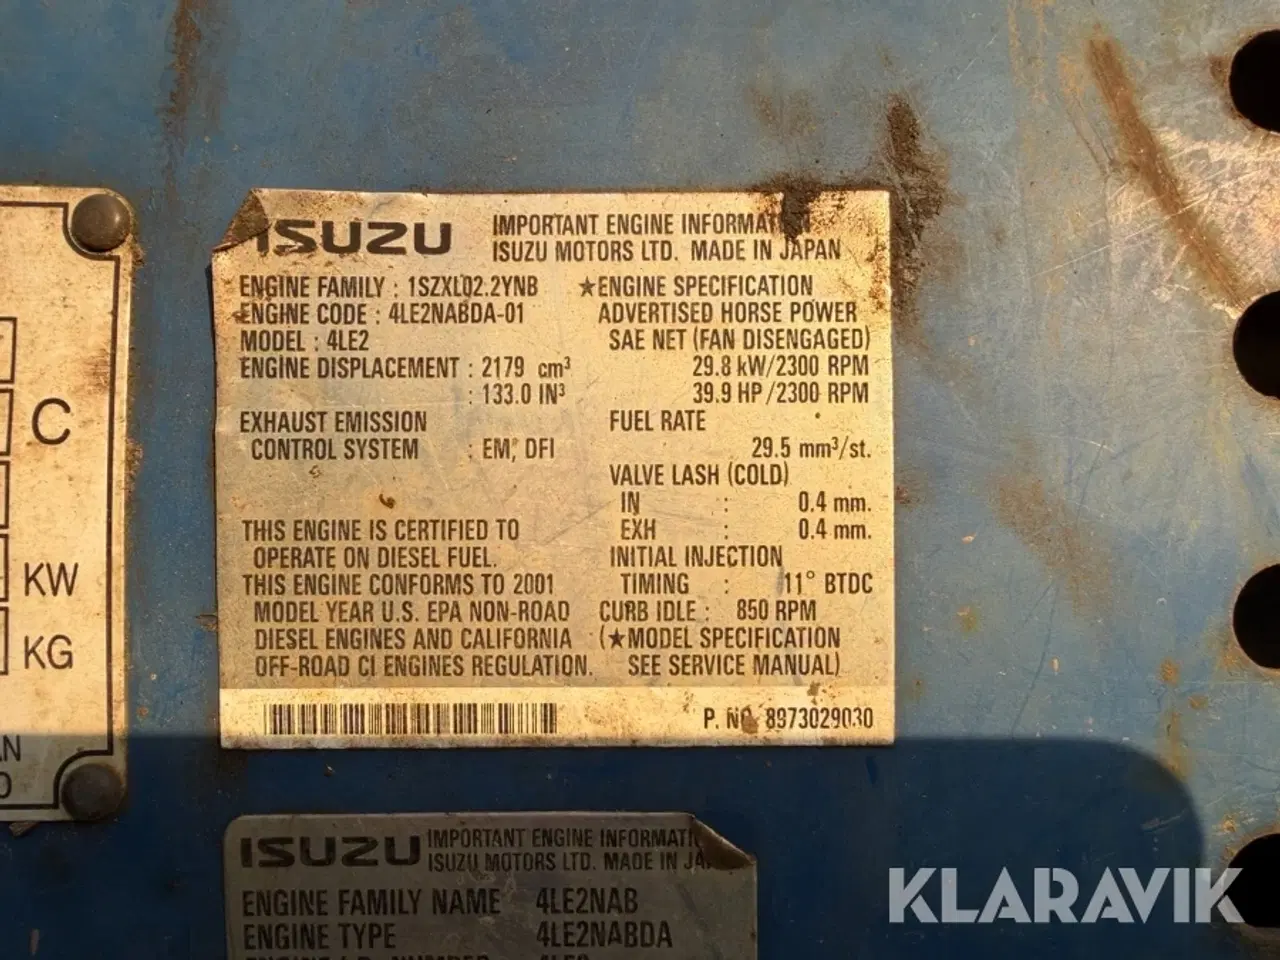 ISUZU
IMPORTANT ENGINE INFORMATION
ISUZU MOTORS LTD. MADE IN JAPAN
ENGINE FAMILY : 1SZXL02.2YNB
ENGINE CODE : 4LE2NABDA-01
MODEL : 4LE2
ENGINE DISPLACEMENT : 2179 cm³
: 133.0 IN³
EXHAUST EMISSION
CONTROL SYSTEM : EM, DFI
THIS ENGINE IS CERTIFIED TO
OPERATE ON DIESEL FUEL.
THIS ENGINE CONFORMS TO 2001
MODEL YEAR U.S. EPA NON-ROAD
DIESEL ENGINES AND CALIFORNIA
OFF-ROAD CI ENGINES REGULATION.
★ENGINE SPECIFICATION
ADVERTISED HORSE POWER
SAE NET (FAN DISENGAGED)
29.8 kW/2300 RPM
39.9 HP/2300 RPM
FUEL RATE
29.5 mm³/st.
VALVE LASH (COLD)
IN : 0.4 mm.
EXH : 0.4 mm.
INITIAL INJECTION
TIMING : 11° BTDC
CURB IDLE : 850 RPM
(★MODEL SPECIFICATION
SEE SERVICE MANUAL)
P. NO. 8973029030
C
KW
KG
ISUZU
IMPORTANT ENGINE INFORMATI
ISUZU MOTORS LTD. MADE IN JA
ENGINE FAMILY NAME 4LE2NAB
ENGINE TYPE 4LE2NABDA
KLARAVIK